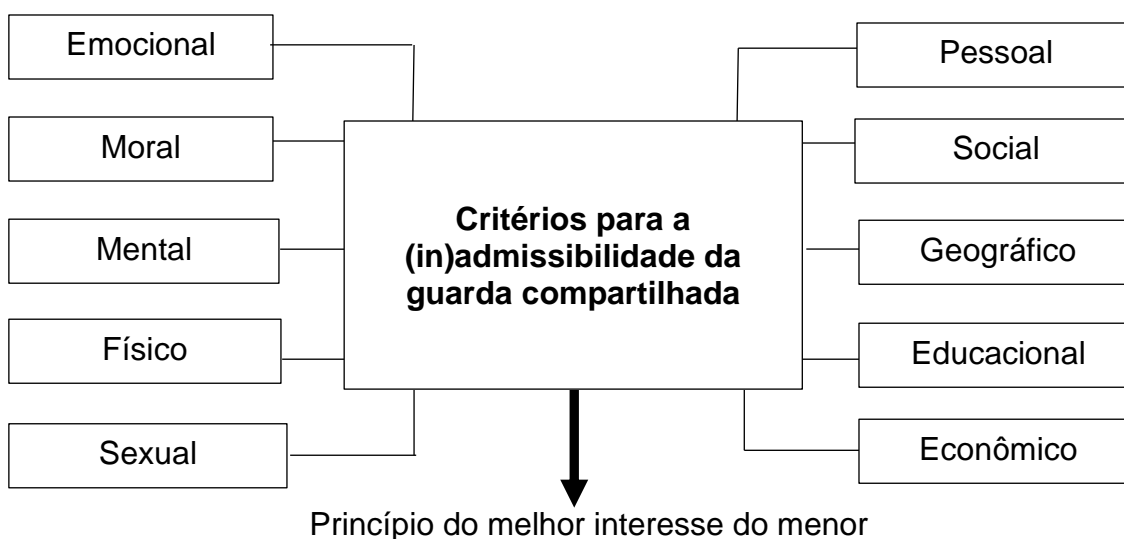 Emocional
Moral
Mental
Físico
Sexual
Critérios para a
(in)admissibilidade da
guarda compartilhada
Pessoal
Social
Geográfico
Educacional
Econômico
Princípio do melhor interesse do menor